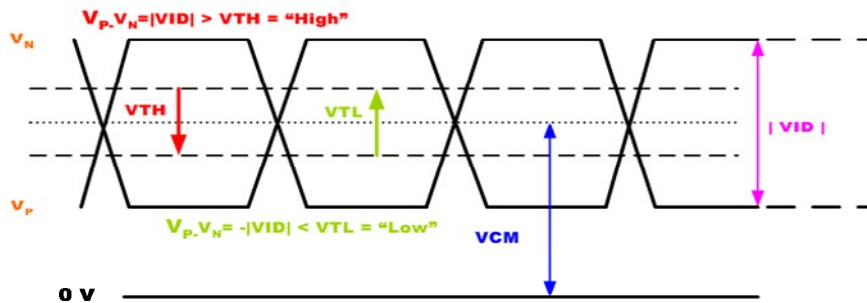 VP-VN=|VID| > VTH = “High”
VN
VTH
VTL
| VID |
VP
VP-VN= -|VID| < VTL = “Low”
VCM
0 V